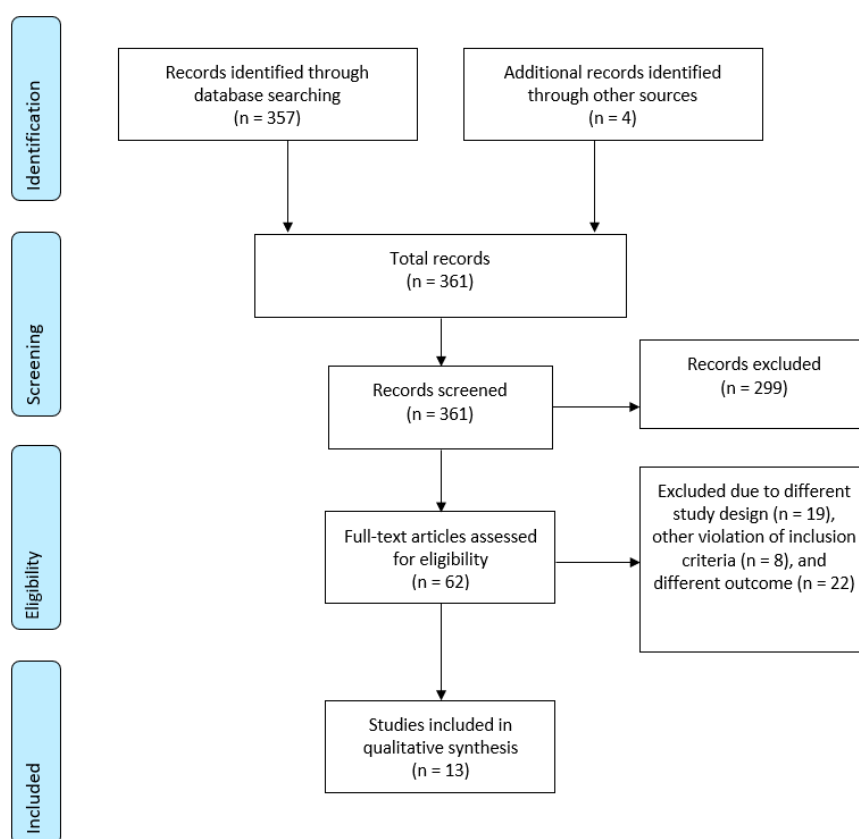 Identification
Records identified through
database searching
(n = 357)
Additional records identified
through other sources
(n = 4)
Screening
Total records
(n = 361)
Records screened
(n = 361)
Records excluded
(n = 299)
Eligibility
Full-text articles assessed
for eligibility
(n = 62)
Excluded due to different
study design (n = 19),
other violation of inclusion
criteria (n = 8), and
different outcome (n = 22)
Included
Studies included in
qualitative synthesis
(n = 13)